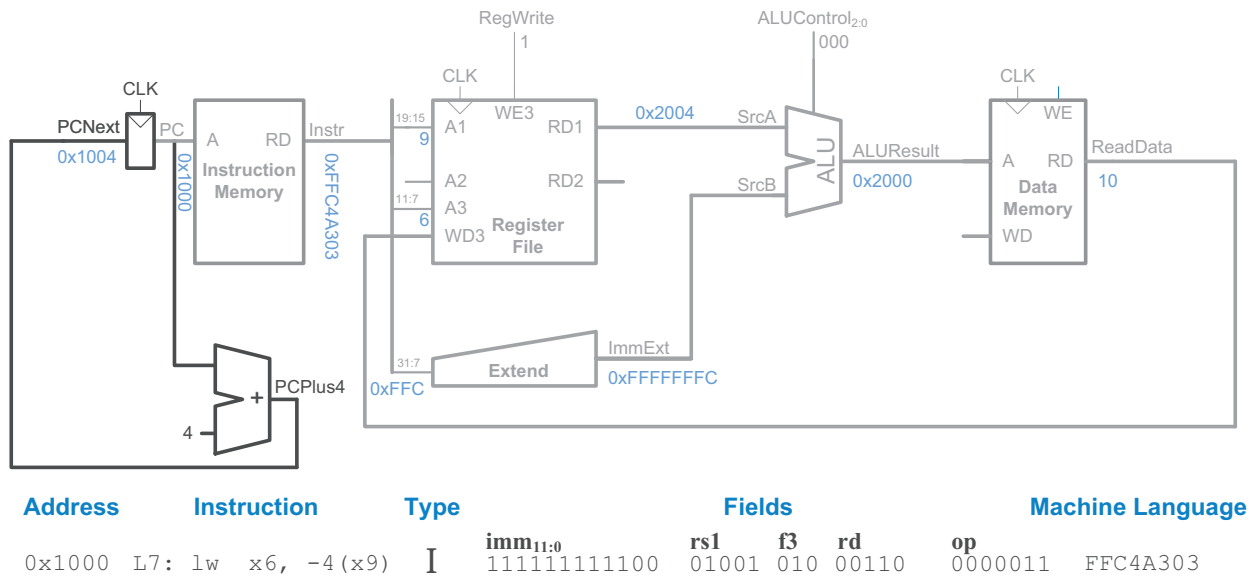 RegWrite
1
ALUControl2:0
000
CLK
PCNext
0x1004
PC
0x1000
A
RD
Instruction
Memory
Instr
0xFFC4A303
CLK
WE3
19:15
9
A1
RD1
0x2004
SrcA
A2
RD2
11:7
6
A3
WD3
Register
File
SrcB
ALU
ALUResult
0x2000
CLK
WE
A
RD
Data
Memory
WD
ReadData
10
31:7
0xFFC
Extend
ImmExt
0xFFFFFFFC
4
+
PCPlus4
Address Instruction Type Fields Machine Language
imm11:0 rs1 f3 rd op
0x1000 L7: lw x6, -4(x9) I 111111111100 01001 010 00110 0000011 FFC4A303